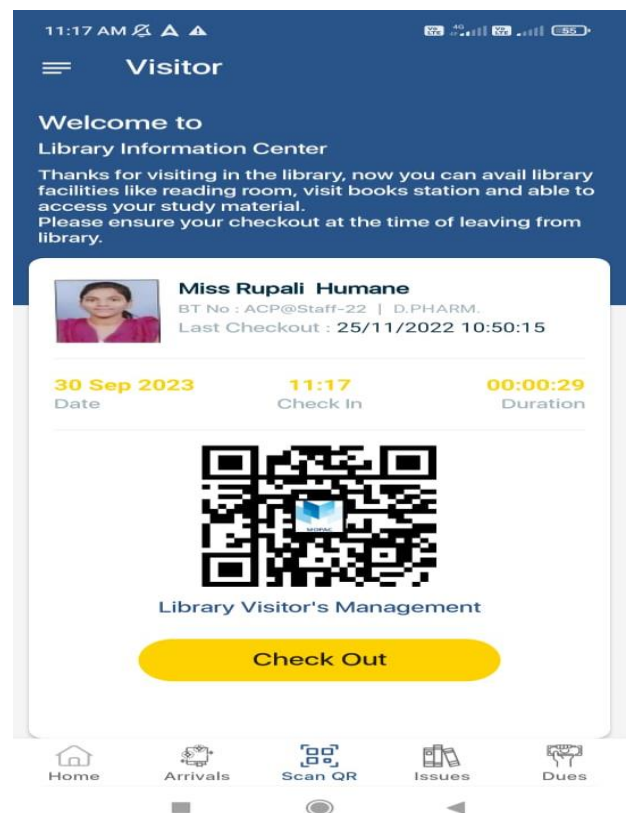 11:17 AM
4G
55
Visitor
Welcome to
Library Information Center
Thanks for visiting in the library, now you can avail library
facilities like reading room, visit books station and able to
access your study material.
Please ensure your checkout at the time of leaving from
library.
Miss Rupali Humane
BT No : ACP@Staff-22 | D.PHARM.
Last Checkout : 25/11/2022 10:50:15
30 Sep 2023 11:17 00:00:29
Date Check In Duration
Library Visitor's Management
Check Out
Home Arrivals Scan QR Issues Dues